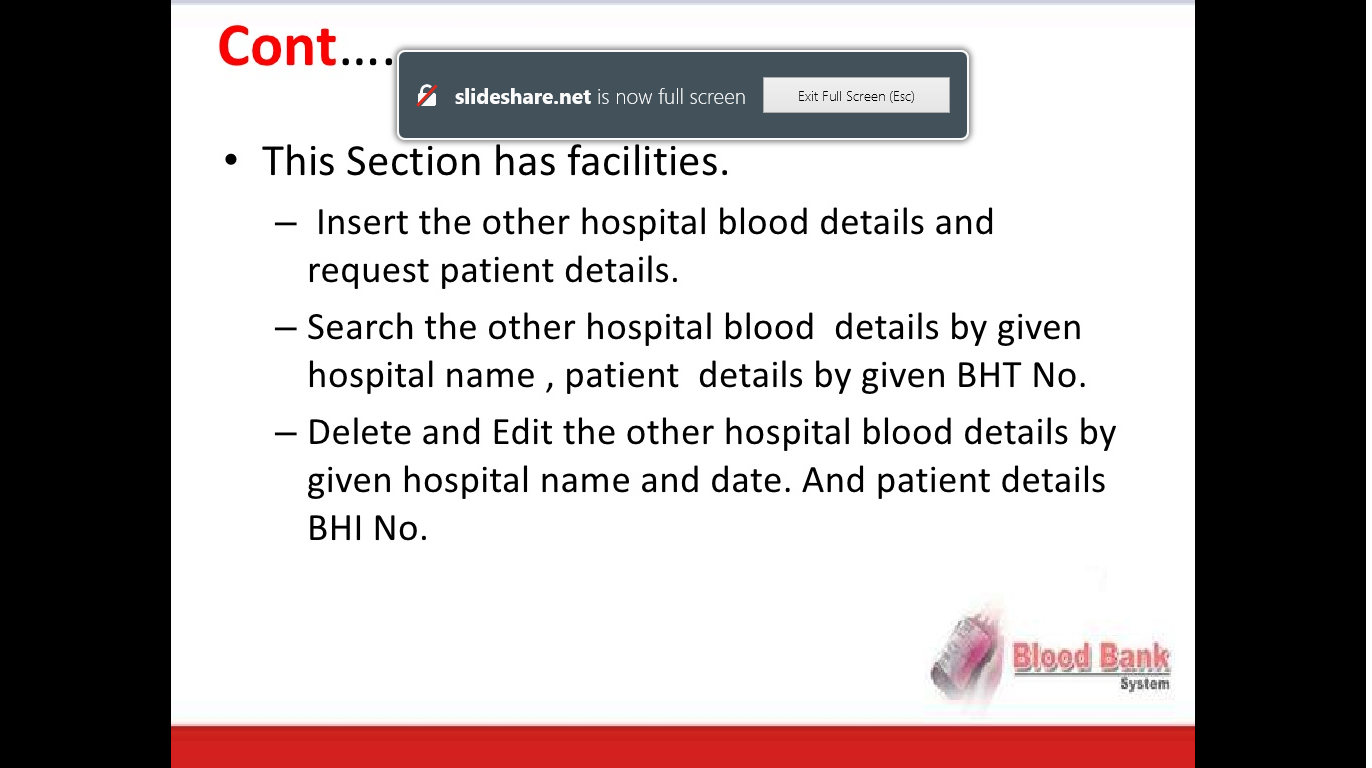 Cont....
slideshare.net is now full screen
Exit Full Screen (Esc)
• This Section has facilities.
– Insert the other hospital blood details and
request patient details.
– Search the other hospital blood details by given
hospital name , patient details by given BHT No.
– Delete and Edit the other hospital blood details by
given hospital name and date. And patient details
BHI No.
Blood Bank
System